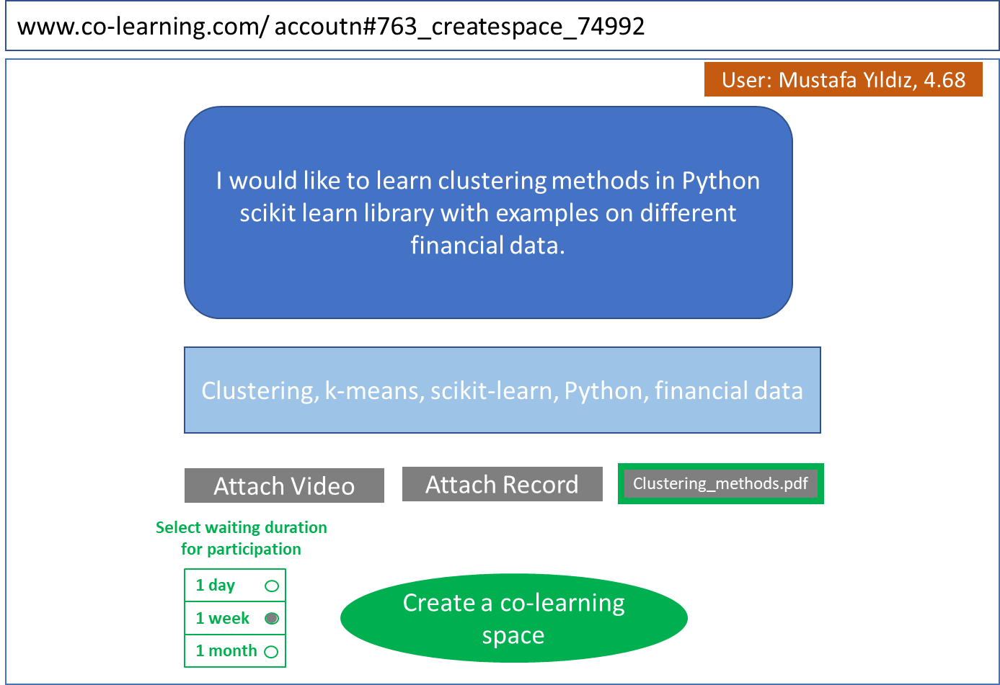 www.co-learning.com/ accoutn#763_createspace_74992
User: Mustafa Yıldız, 4.68
I would like to learn clustering methods in Python
scikit learn library with examples on different
financial data.
Clustering, k-means, scikit-learn, Python, financial data
Attach Video
Attach Record
Clustering_methods.pdf
Select waiting duration
for participation
1 day
1 week
1 month
Create a co-learning
space